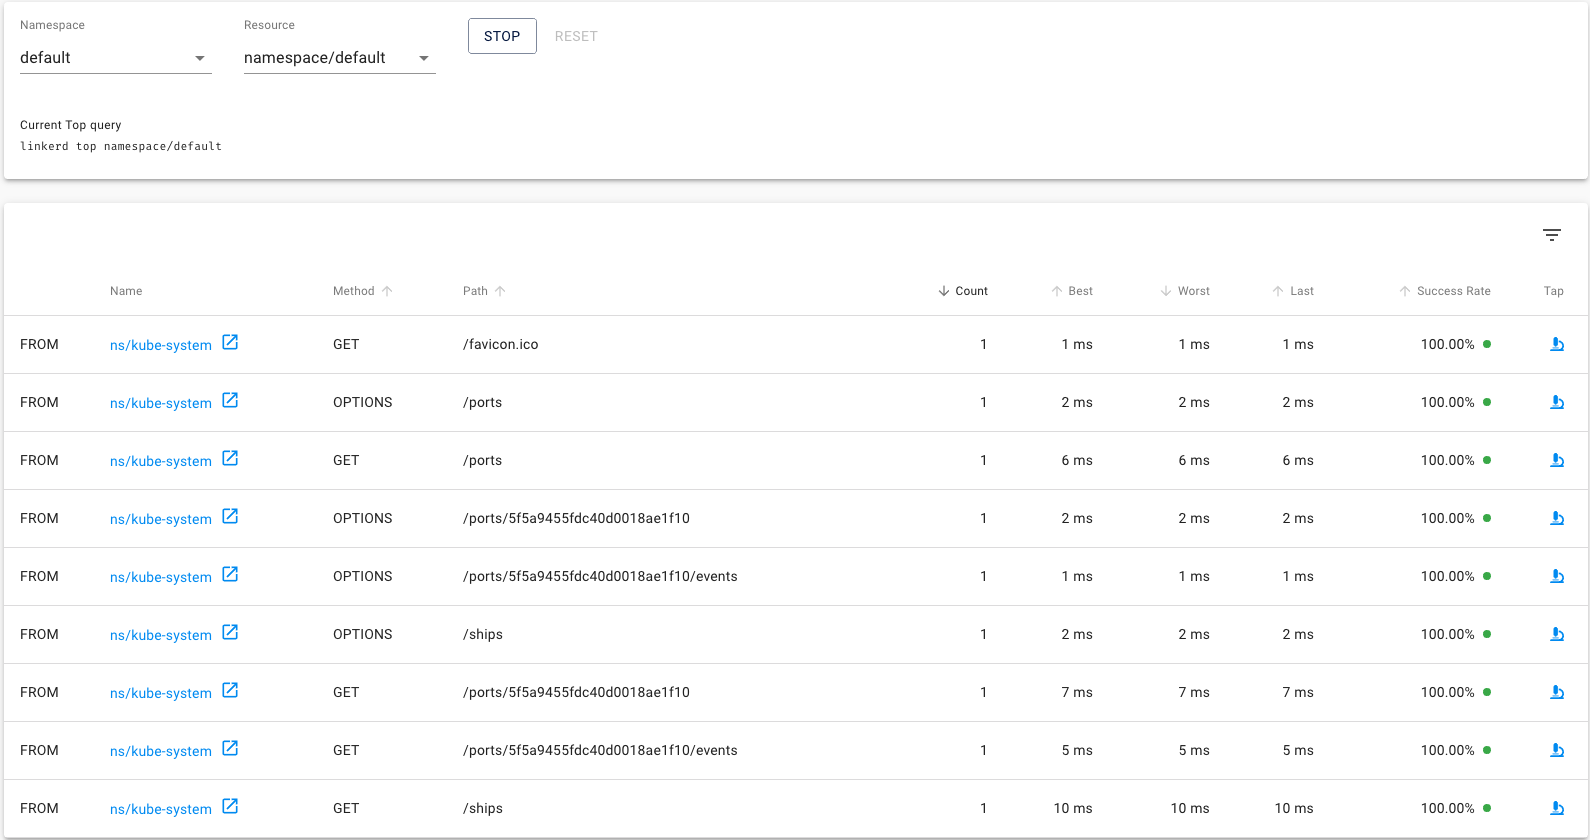 Namespace Resource
default namespace/default STOP RESET
Current Top query
linkerd top namespace/default
Name Method Path Count Best Worst Last Success Rate Tap
FROM ns/kube-system GET /favicon.ico 1 1 ms 1 ms 1 ms 100.00%
FROM ns/kube-system OPTIONS /ports 1 2 ms 2 ms 2 ms 100.00%
FROM ns/kube-system GET /ports 1 6 ms 6 ms 6 ms 100.00%
FROM ns/kube-system OPTIONS /ports/5f5a9455fdc40d0018ae1f10 1 2 ms 2 ms 2 ms 100.00%
FROM ns/kube-system OPTIONS /ports/5f5a9455fdc40d0018ae1f10/events 1 1 ms 1 ms 1 ms 100.00%
FROM ns/kube-system OPTIONS /ships 1 2 ms 2 ms 2 ms 100.00%
FROM ns/kube-system GET /ports/5f5a9455fdc40d0018ae1f10 1 7 ms 7 ms 7 ms 100.00%
FROM ns/kube-system GET /ports/5f5a9455fdc40d0018ae1f10/events 1 5 ms 5 ms 5 ms 100.00%
FROM ns/kube-system GET /ships 1 10 ms 10 ms 10 ms 100.00%